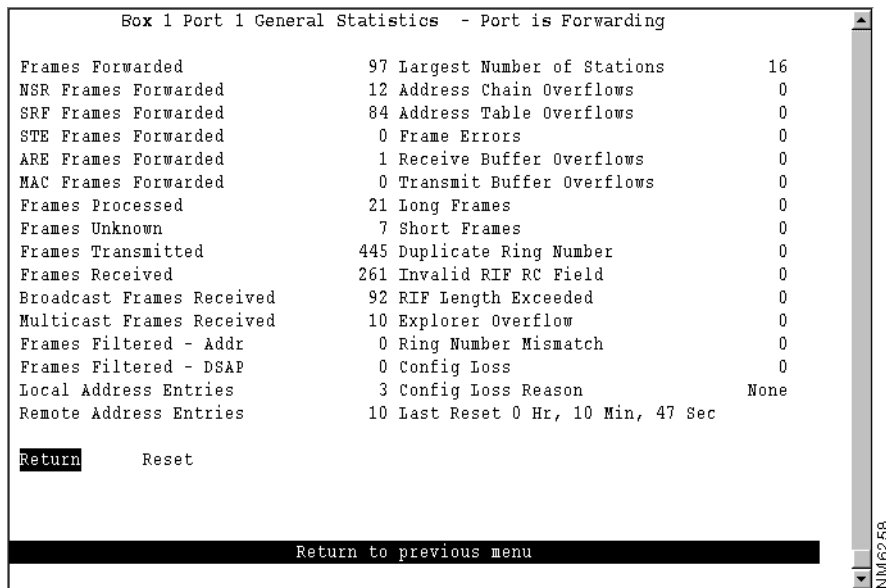 Box 1 Port 1 General Statistics - Port is Forwarding
Frames Forwarded 97 Largest Number of Stations 16
NSR Frames Forwarded 12 Address Chain Overflows 0
SRF Frames Forwarded 84 Address Table Overflows 0
STE Frames Forwarded 0 Frame Errors 0
ARE Frames Forwarded 1 Receive Buffer Overflows 0
MAC Frames Forwarded 0 Transmit Buffer Overflows 0
Frames Processed 21 Long Frames 0
Frames Unknown 7 Short Frames 0
Frames Transmitted 445 Duplicate Ring Number 0
Frames Received 261 Invalid RIF RC Field 0
Broadcast Frames Received 92 RIF Length Exceeded 0
Multicast Frames Received 10 Explorer Overflow 0
Frames Filtered - Addr 0 Ring Number Mismatch 0
Frames Filtered - DSAP 0 Config Loss 0
Local Address Entries 3 Config Loss Reason None
Remote Address Entries 10 Last Reset 0 Hr, 10 Min, 47 Sec
Return Reset
Return to previous menu
NM6258